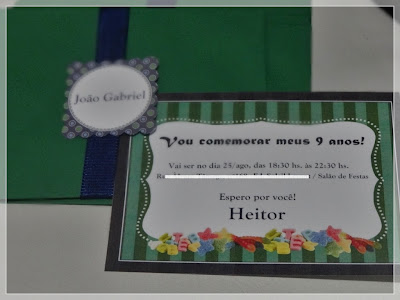 João Gabriel
Vou comemorar meus 9 anos!
Vai ser no dia 25/ago, das 18:30 hs. às 22:30 hs.
/ Salão de Festas
Espero por você!
Heitor